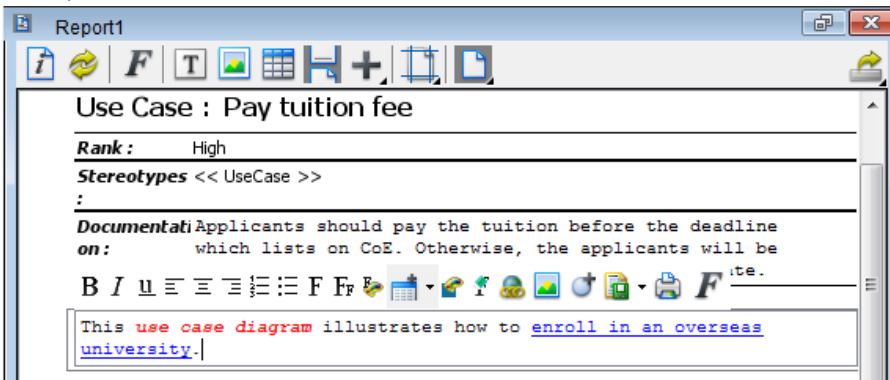 Report1
Use Case : Pay tuition fee
Rank : High
Stereotypes << UseCase >>
:
Documentati Applicants should pay the tuition before the deadline
on : which lists on CoE. Otherwise, the applicants will be
B I u F F F
This use case diagram illustrates how to enroll in an overseas
university.